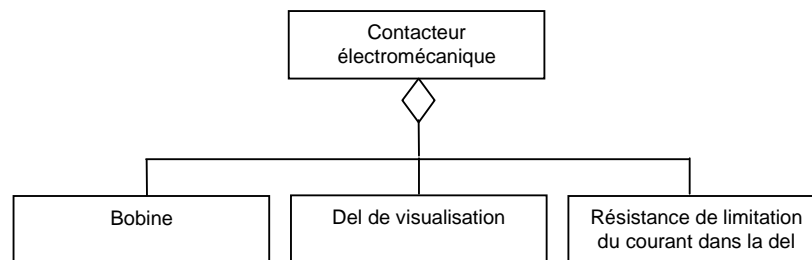 Contacteur
électromécanique
Bobine
Del de visualisation
Résistance de limitation
du courant dans la del